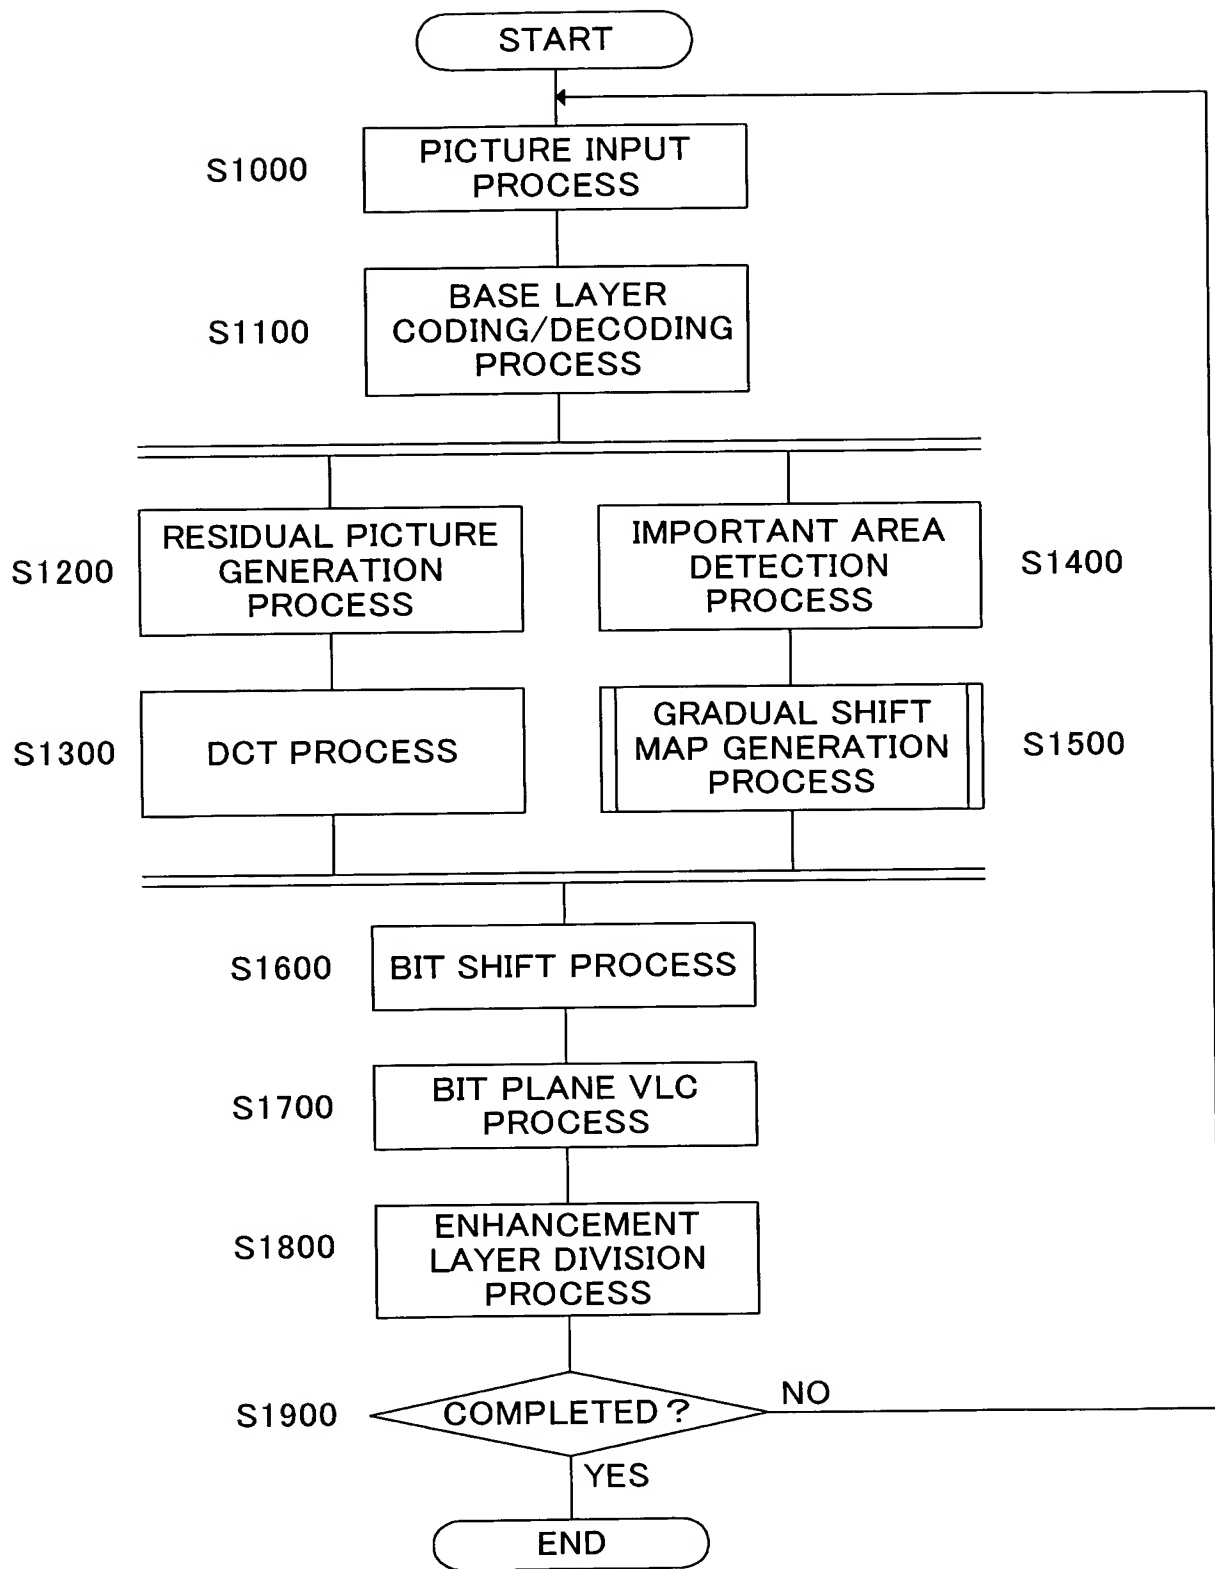 START
S1000
PICTURE INPUT
PROCESS
S1100
BASE LAYER
CODING/DECODING
PROCESS
S1200
RESIDUAL PICTURE
GENERATION
PROCESS
IMPORTANT AREA
DETECTION
PROCESS
S1400
S1300
DCT PROCESS
GRADUAL SHIFT
MAP GENERATION
PROCESS
S1500
S1600
BIT SHIFT PROCESS
S1700
BIT PLANE VLC
PROCESS
S1800
ENHANCEMENT
LAYER DIVISION
PROCESS
S1900
COMPLETED?
NO
YES
END